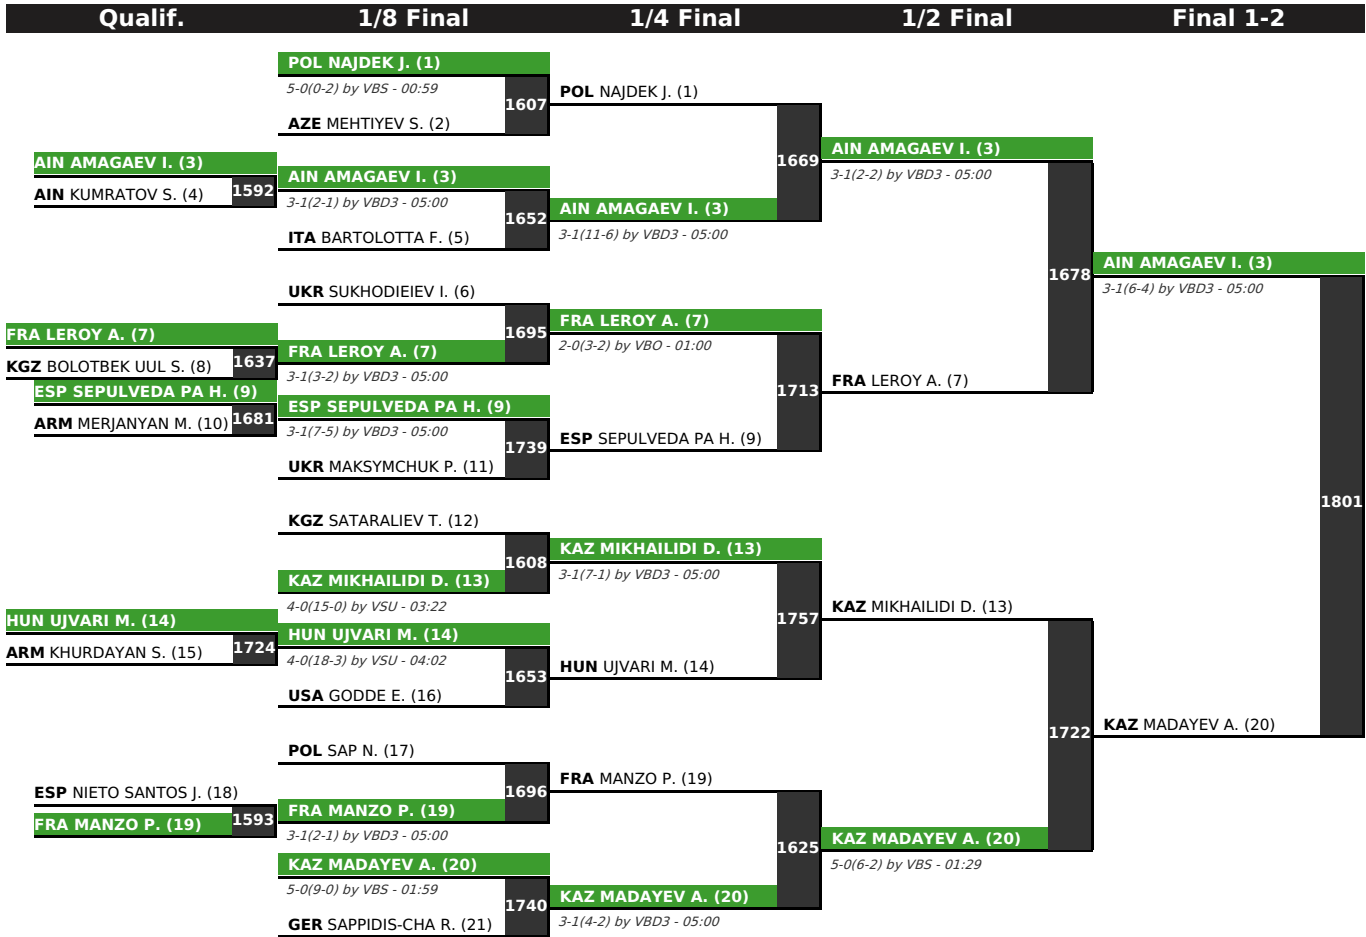 Qualif.
1/8 Final
1/4 Final
1/2 Final
Final 1-2
AIN AMAGAEV I. (3)
AIN KUMRATOV S. (4)
1592
FRA LEROY A. (7)
KGZ BOLOTBEK UUL S. (8)
1637
ESP SEPULVEDA PA H. (9)
ARM MERJANYAN M. (10)
1681
HUN UJVARI M. (14)
ARM KHURDAYAN S. (15)
1724
ESP NIETO SANTOS J. (18)
FRA MANZO P. (19)
1593
POL NAJDEK J. (1)
5-0(0-2) by VBS - 00:59
1607
AZE MEHTIYEV S. (2)
AIN AMAGAEV I. (3)
3-1(2-1) by VBD3 - 05:00
1652
ITA BARTOLOTTA F. (5)
UKR SUKHODIEIEV I. (6)
1695
FRA LEROY A. (7)
3-1(3-2) by VBD3 - 05:00
ESP SEPULVEDA PA H. (9)
3-1(7-5) by VBD3 - 05:00
1739
UKR MAKSYMCHUK P. (11)
KGZ SATARALIEV T. (12)
1608
KAZ MIKHAILIDI D. (13)
4-0(15-0) by VSU - 03:22
HUN UJVARI M. (14)
4-0(18-3) by VSU - 04:02
1653
USA GODDE E. (16)
POL SAP N. (17)
1696
FRA MANZO P. (19)
3-1(2-1) by VBD3 - 05:00
KAZ MADAYEV A. (20)
5-0(9-0) by VBS - 01:59
1740
GER SAPPIDIS-CHA R. (21)
POL NAJDEK J. (1)
1669
AIN AMAGAEV I. (3)
3-1(11-6) by VBD3 - 05:00
FRA LEROY A. (7)
2-0(3-2) by VBO - 01:00
1713
ESP SEPULVEDA PA H. (9)
KAZ MIKHAILIDI D. (13)
3-1(7-1) by VBD3 - 05:00
1757
HUN UJVARI M. (14)
FRA MANZO P. (19)
1625
KAZ MADAYEV A. (20)
3-1(4-2) by VBD3 - 05:00
AIN AMAGAEV I. (3)
3-1(2-2) by VBD3 - 05:00
1678
FRA LEROY A. (7)
KAZ MIKHAILIDI D. (13)
1722
KAZ MADAYEV A. (20)
5-0(6-2) by VBS - 01:29
AIN AMAGAEV I. (3)
3-1(6-4) by VBD3 - 05:00
1801
KAZ MADAYEV A. (20)